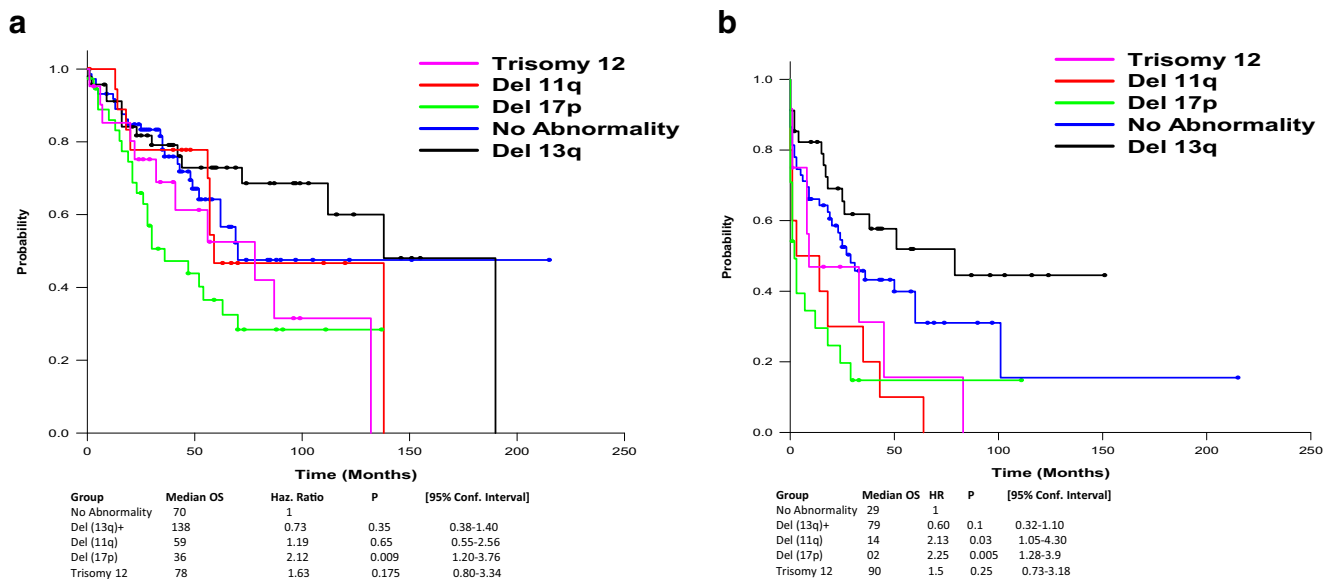 a
1.0
0.8
0.6
0.4
0.2
0.0
Probability
0 50 100 150 200 250
Time (Months)
Trisomy 12
Del 11q
Del 17p
No Abnormality
Del 13q
Group Median OS Haz. Ratio P [95% Conf. Interval]
No Abnormality 70 1
Del (13q)+ 138 0.73 0.35 0.38-1.40
Del (11q) 59 1.19 0.65 0.55-2.56
Del (17p) 36 2.12 0.009 1.20-3.76
Trisomy 12 78 1.63 0.175 0.80-3.34
b
1.0
0.8
0.6
0.4
0.2
0.0
Probability
0 50 100 150 200 250
Time (Months)
Trisomy 12
Del 11q
Del 17p
No Abnormality
Del 13q
Group Median OS HR P [95% Conf. Interval]
No Abnormality 29 1
Del (13q)+ 79 0.60 0.1 0.32-1.10
Del (11q) 14 2.13 0.03 1.05-4.30
Del (17p) 02 2.25 0.005 1.28-3.9
Trisomy 12 90 1.5 0.25 0.73-3.18